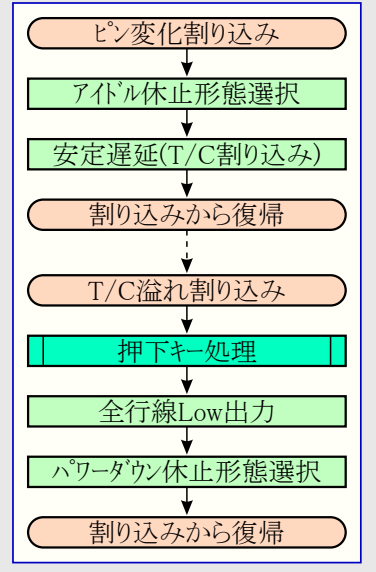 ﾋﾟﾝ変化割り込み
ｱｲﾄﾞﾙ休止形態選択
安定遅延(T/C割り込み)
割り込みから復帰
T/C溢れ割り込み
押下ｷｰ処理
全行線Low出力
ﾊﾟﾜｰﾀﾞｳﾝ休止形態選択
割り込みから復帰